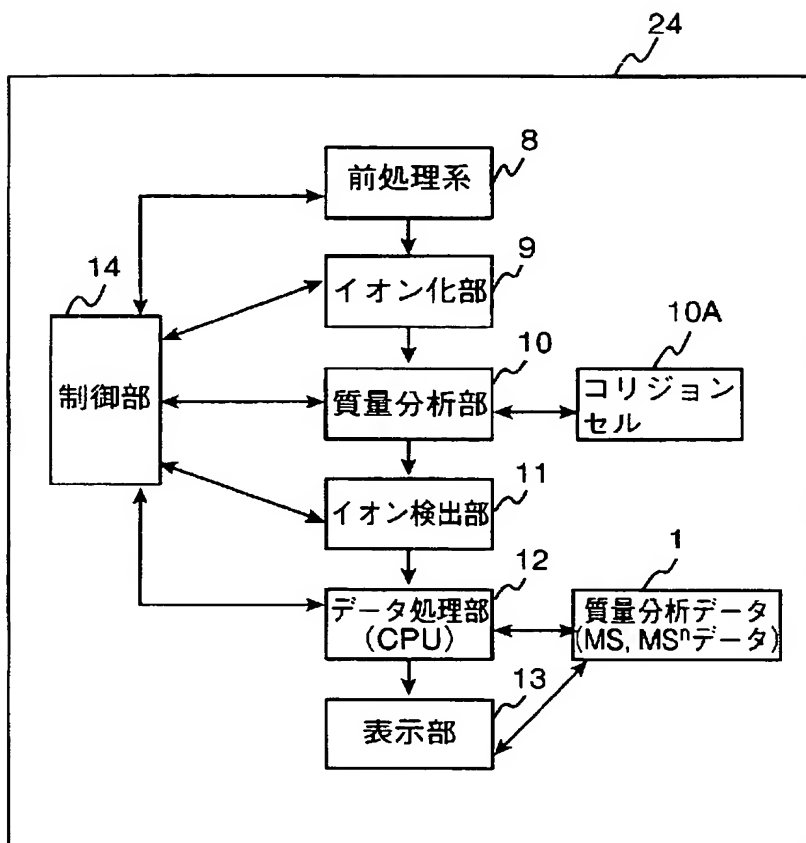 24
8
前処理系
9
イオン化部
14
制御部
10
質量分析部
10A
コリジョン
セル
11
イオン検出部
12
データ処理部
(CPU)
1
質量分析データ
(MS, MSⁿデータ)
13
表示部